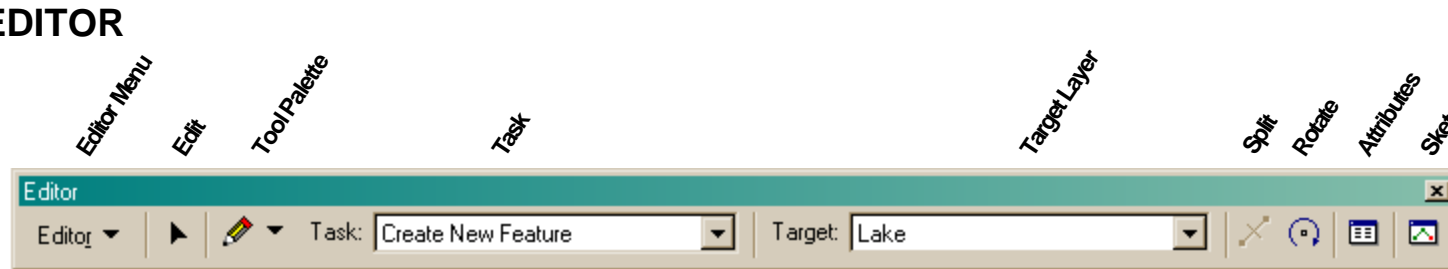 EDITOR
Editor Menu
Edit
Tool Palette
Task
Target Layer
Split
Rotate
Attributes
Editor
Editor
Task: Create New Feature
Target: Lake